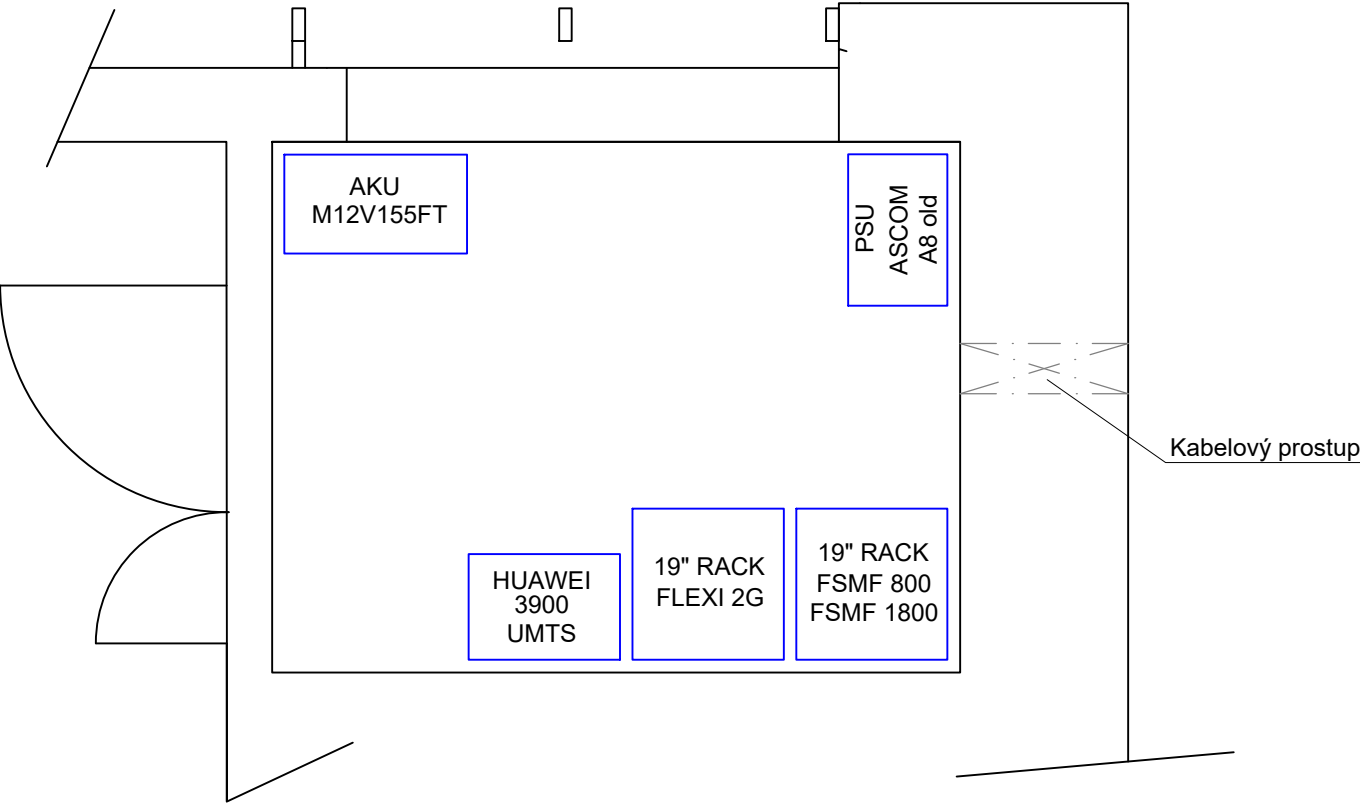 AKU
M12V155FT
PSU
ASCOM
A8 old
Kabelový prostup
HUAWEI
3900
UMTS
19" RACK
FLEXI 2G
19" RACK
FSMF 800
FSMF 1800